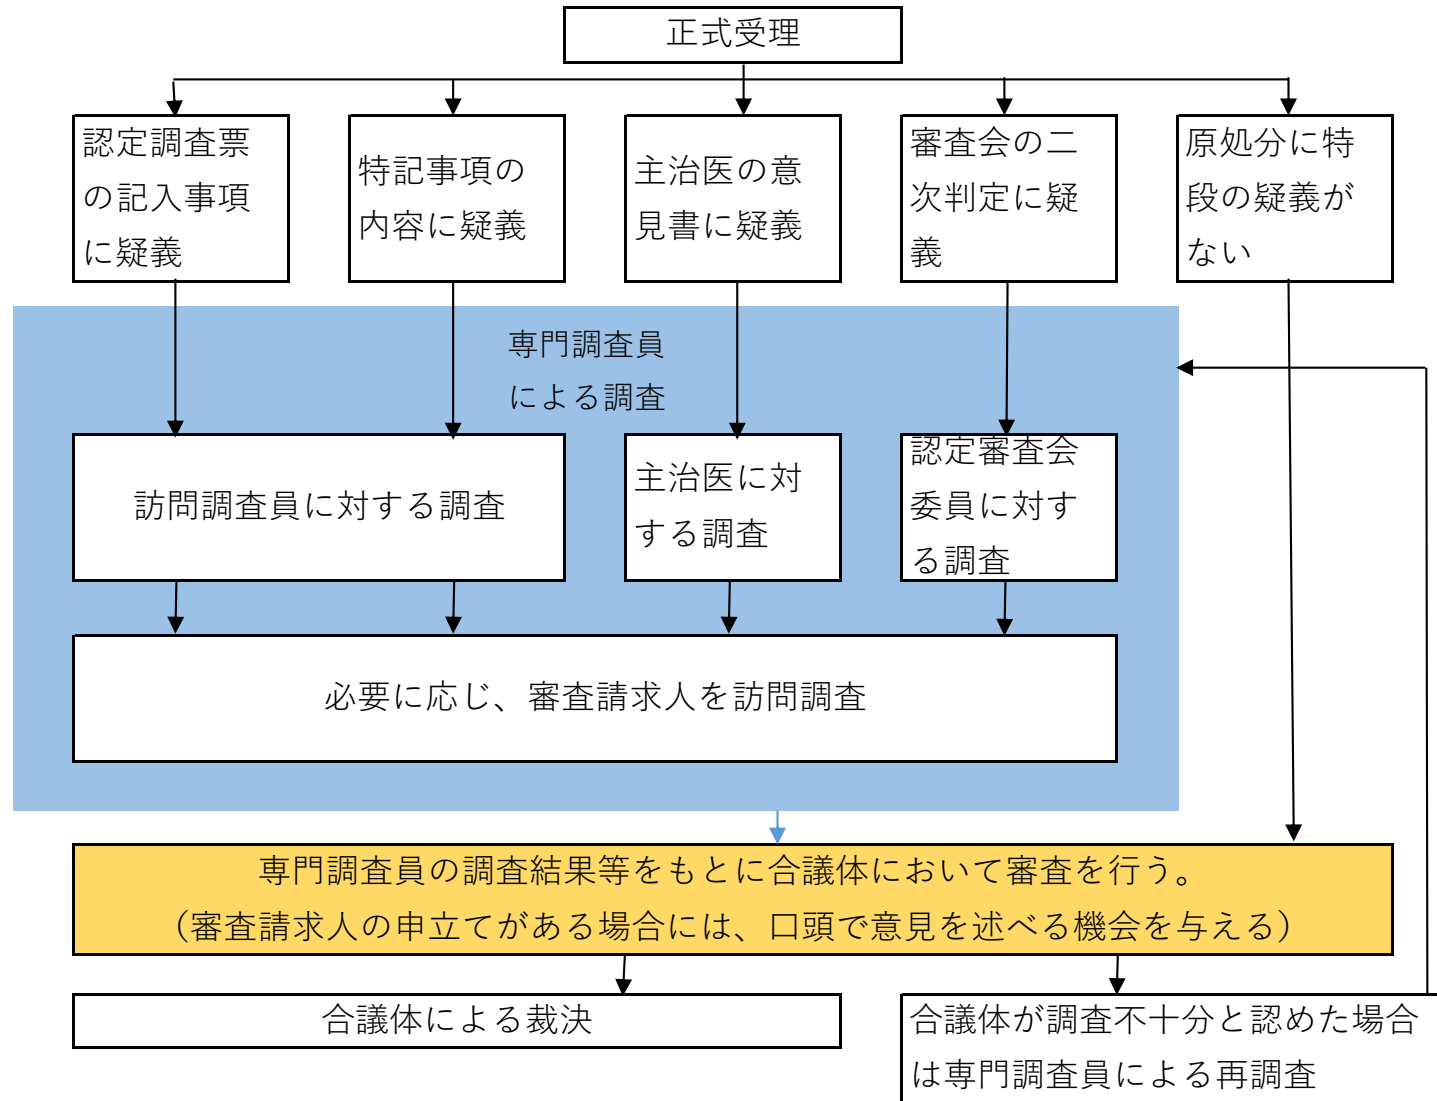 正式受理
認定調査票
の記入事項
に疑義
特記事項の
内容に疑義
主治医の意
見書に疑義
審査会の二
次判定に疑
義
原処分に特
段の疑義が
ない
専門調査員
による調査
訪問調査員に対する調査
主治医に対
する調査
認定審査会
委員に対す
る調査
必要に応じ、審査請求人を訪問調査
専門調査員の調査結果等をもとに合議体において審査を行う。
（審査請求人の申立てがある場合には、口頭で意見を述べる機会を与える）
合議体による裁決
合議体が調査不十分と認めた場合
は専門調査員による再調査